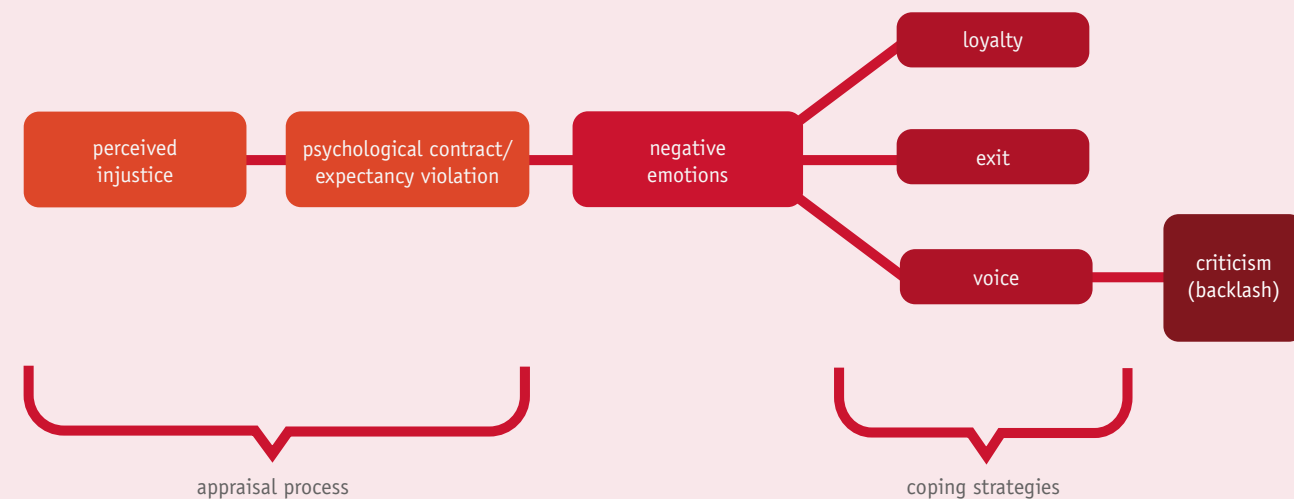 perceived
injustice
psychological contract/
expectancy violation
negative
emotions
loyalty
exit
voice
criticism
(backlash)
appraisal process
coping strategies